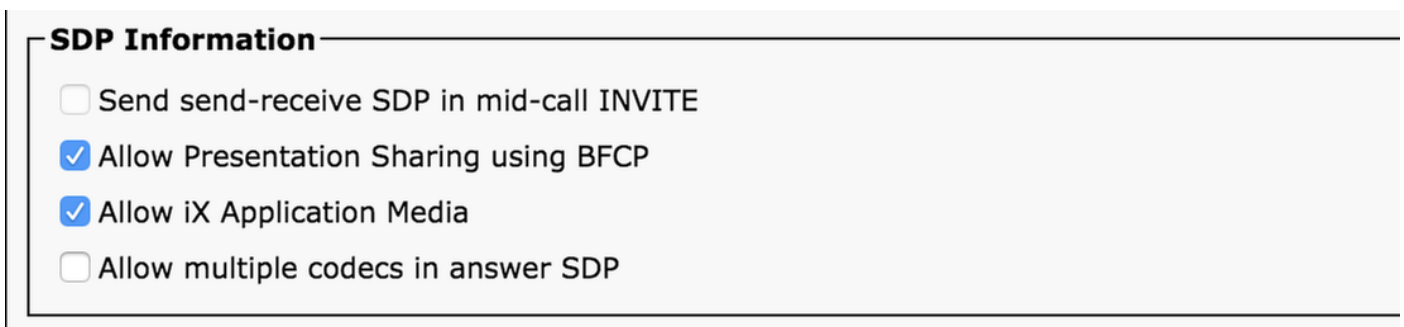 SDP Information
Send send-receive SDP in mid-call INVITE
Allow Presentation Sharing using BFCP
Allow iX Application Media
Allow multiple codecs in answer SDP